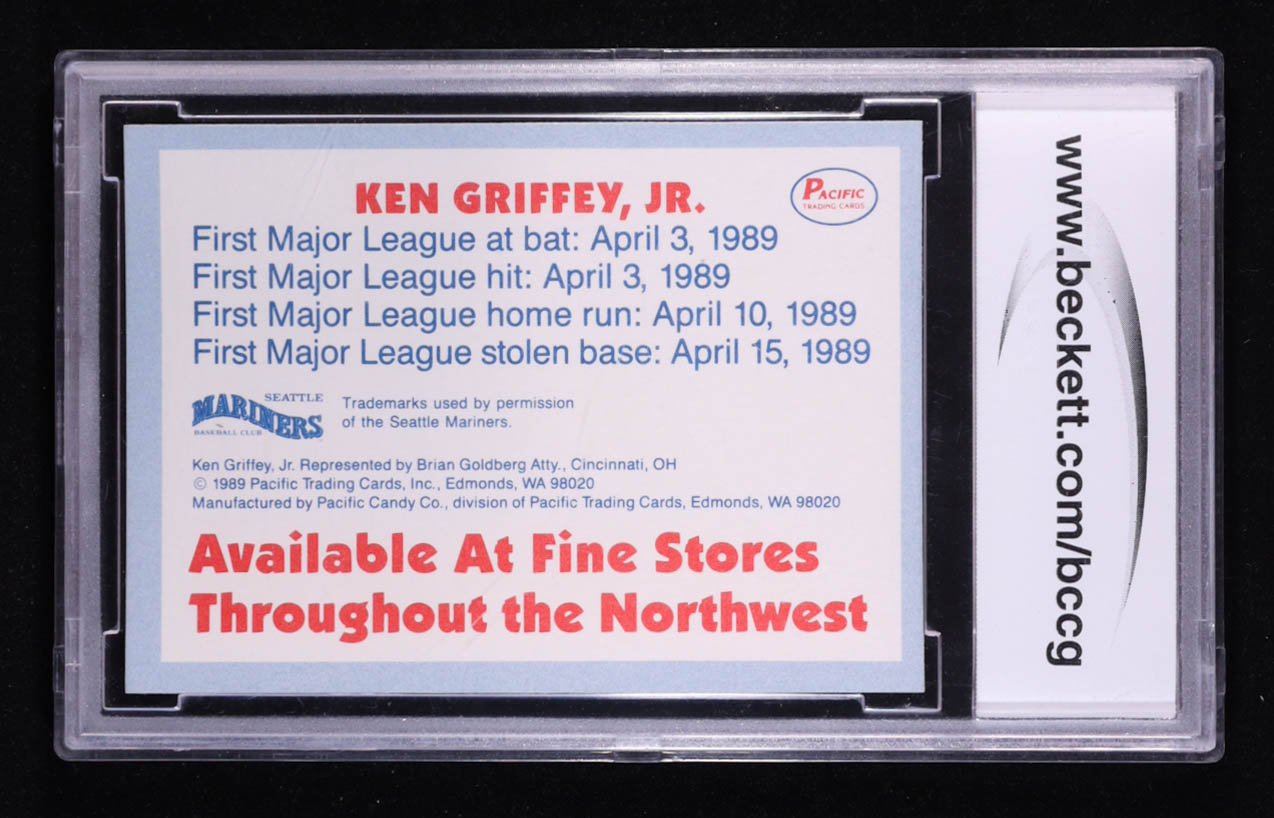 KEN GRIFFEY, JR.
PACIFIC
TRADING CARDS
First Major League at bat: April 3, 1989
First Major League hit: April 3, 1989
First Major League home run: April 10, 1989
First Major League stolen base: April 15, 1989
SEATTLE
MARINERS
BASEBALL CLUB
Trademarks used by permission
of the Seattle Mariners.
Ken Griffey, Jr. Represented by Brian Goldberg Atty., Cincinnati, OH
© 1989 Pacific Trading Cards, Inc., Edmonds, WA 98020
Manufactured by Pacific Candy Co., division of Pacific Trading Cards, Edmonds, WA 98020
Available At Fine Stores
Throughout the Northwest
www.beckett.com/bccg